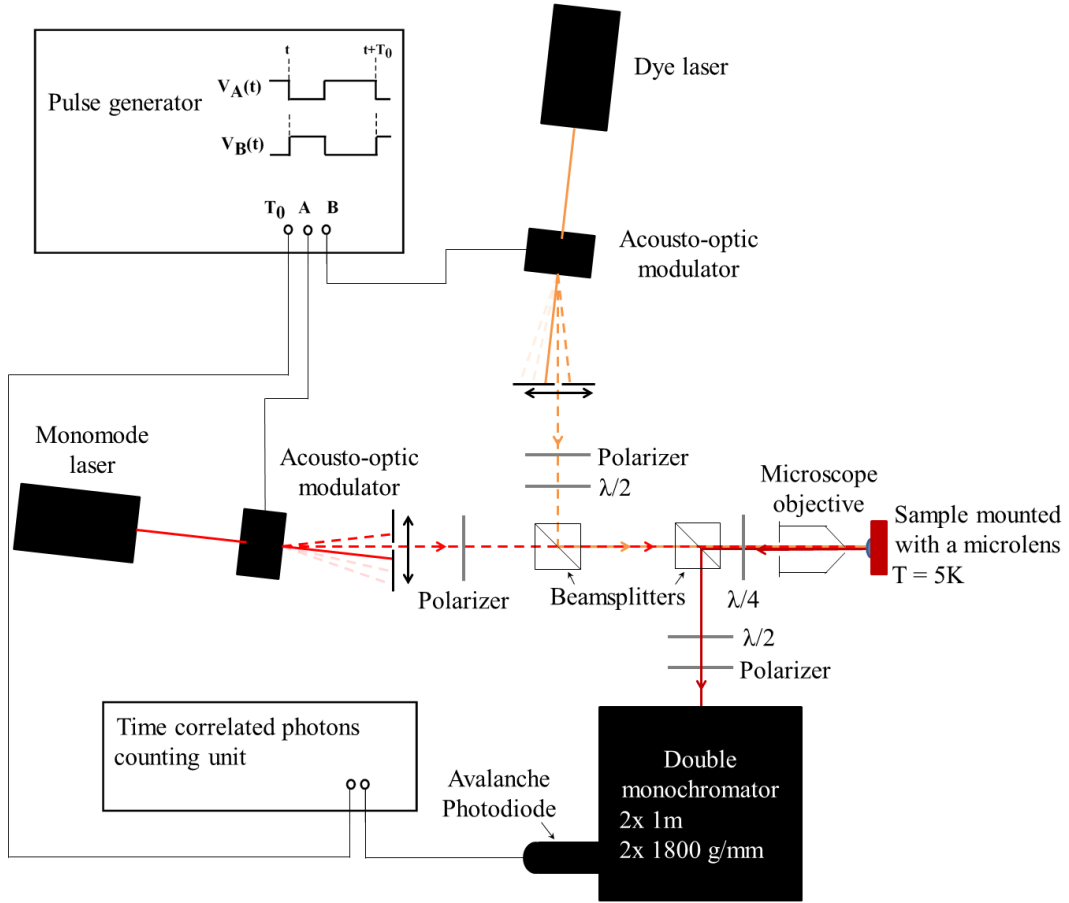 Pulse generator
t
t+T0
VA(t)
VB(t)
T0 A B
Dye laser
Acousto-optic
modulator
Monomode
laser
Acousto-optic
modulator
Polarizer
Polarizer
λ/2
Beamsplitters
Microscope
objective
λ/4
Sample mounted
with a microlens
T = 5K
λ/2
Polarizer
Time correlated photons
counting unit
Avalanche
Photodiode
Double
monochromator
2x 1m
2x 1800 g/mm